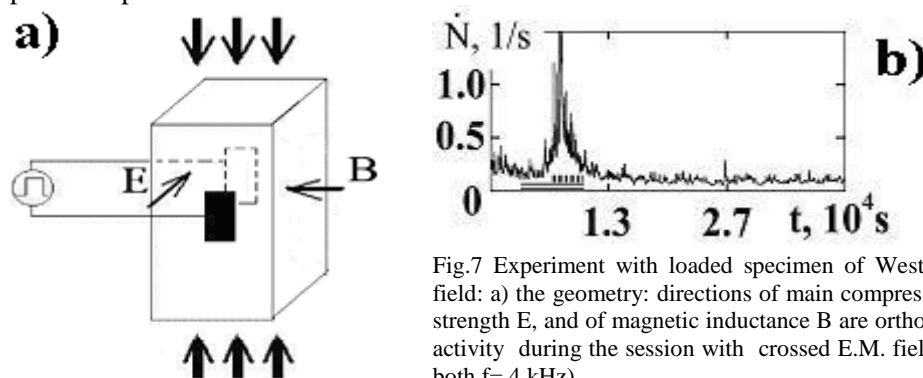 a)
E
B
Ṅ, 1/s
b)
1.0
0.5
0
1.3
2.7
t, 10⁴s
Fig.7 Experiment with loaded specimen of West
field: a) the geometry: directions of main compres
strength E, and of magnetic inductance B are ortho
activity during the session with crossed E.M. fiel
both f= 4 kHz)